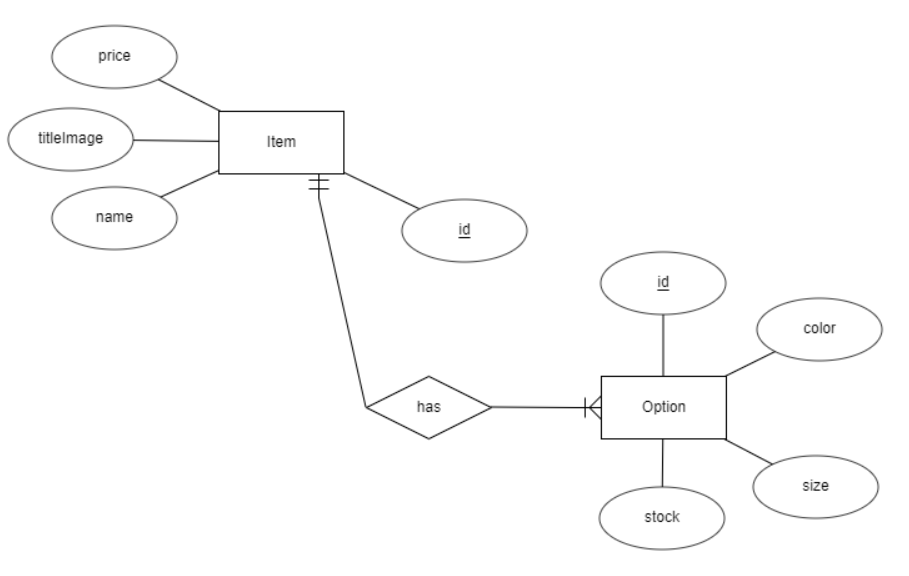 price
titleImage
Item
name
id
id
color
has
Option
size
stock